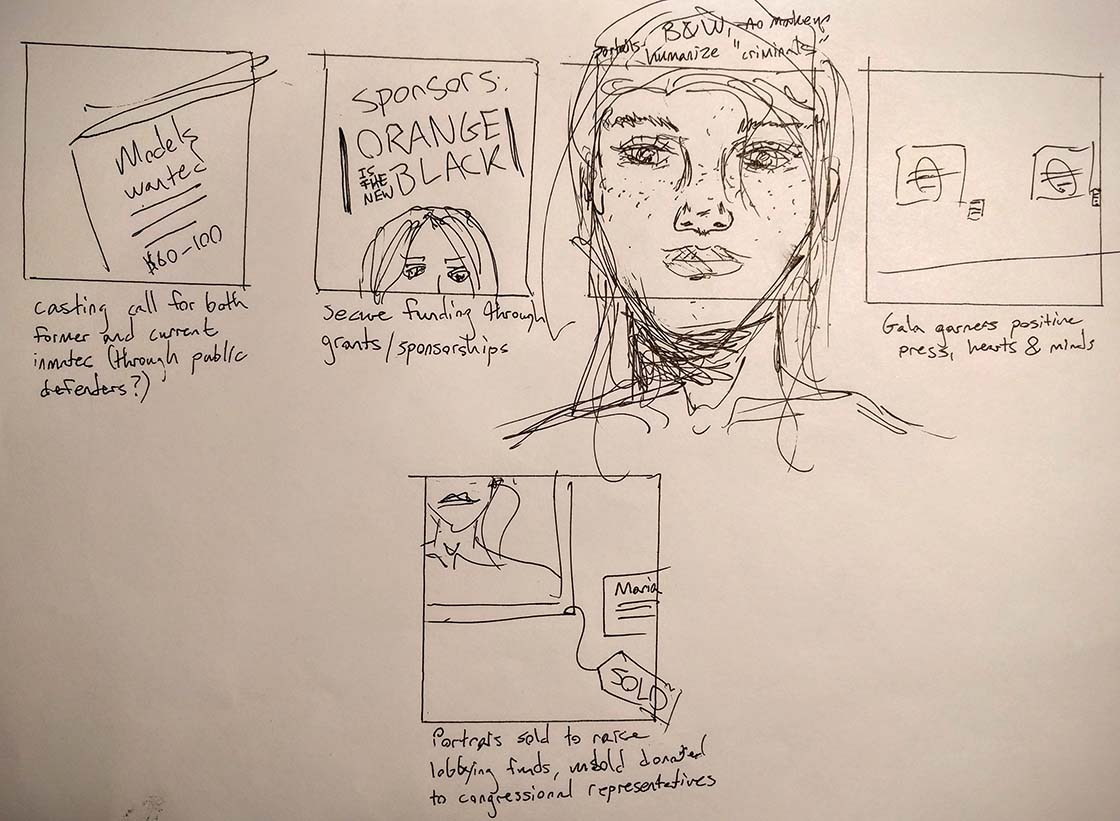 Models
wanted
$60-100
casting call for both
former and current
inmates (through public
defenders?)
Sponsors:
ORANGE
IS
THE
NEW
BLACK
secure funding through
grants/sponsorships
B&W, no makeup
portraits
humanize "criminals"
Gala garners positive
press, hearts & minds
Maria
SOLD
Portraits sold to raise
lobbying funds, unsold donated
to congressional representatives